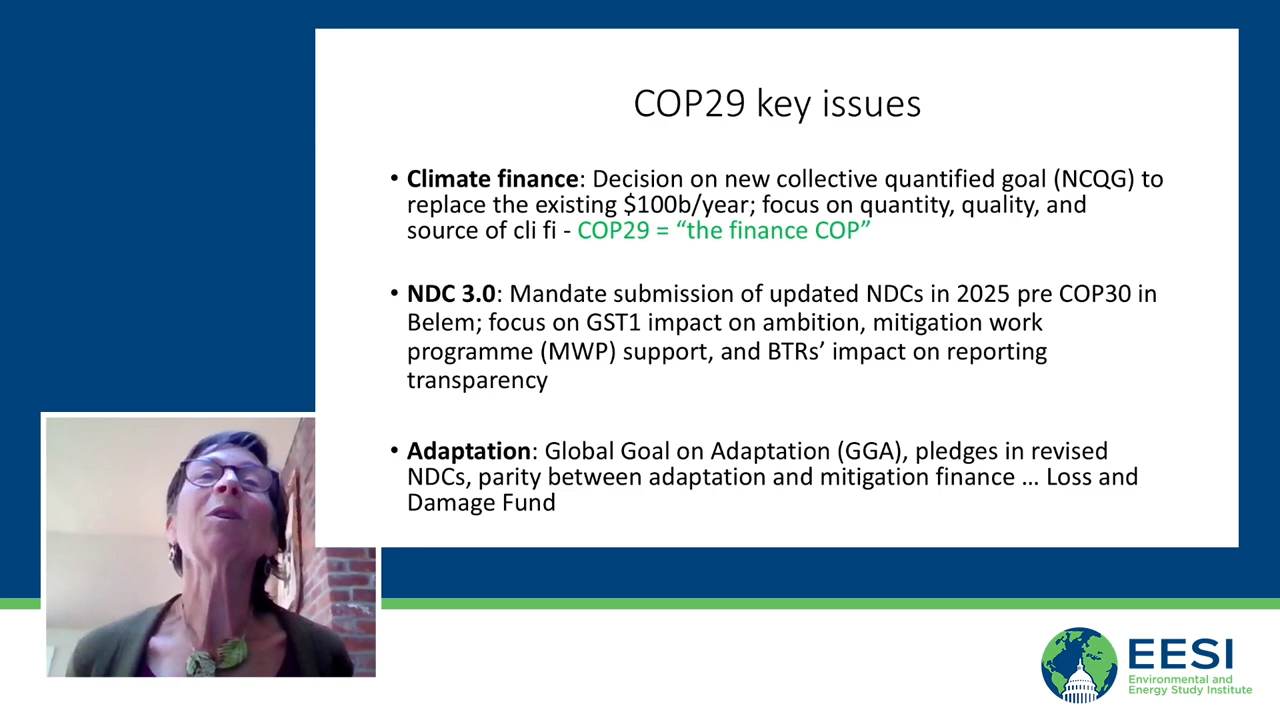 COP29 key issues
• Climate finance: Decision on new collective quantified goal (NCQG) to
replace the existing $100b/year; focus on quantity, quality, and
source of cli fi - COP29 = “the finance COP”
• NDC 3.0: Mandate submission of updated NDCs in 2025 pre COP30 in
Belem; focus on GST1 impact on ambition, mitigation work
programme (MWP) support, and BTRs’ impact on reporting
transparency
• Adaptation: Global Goal on Adaptation (GGA), pledges in revised
NDCs, parity between adaptation and mitigation finance … Loss and
Damage Fund
EESI
Environmental and
Energy Study Institute